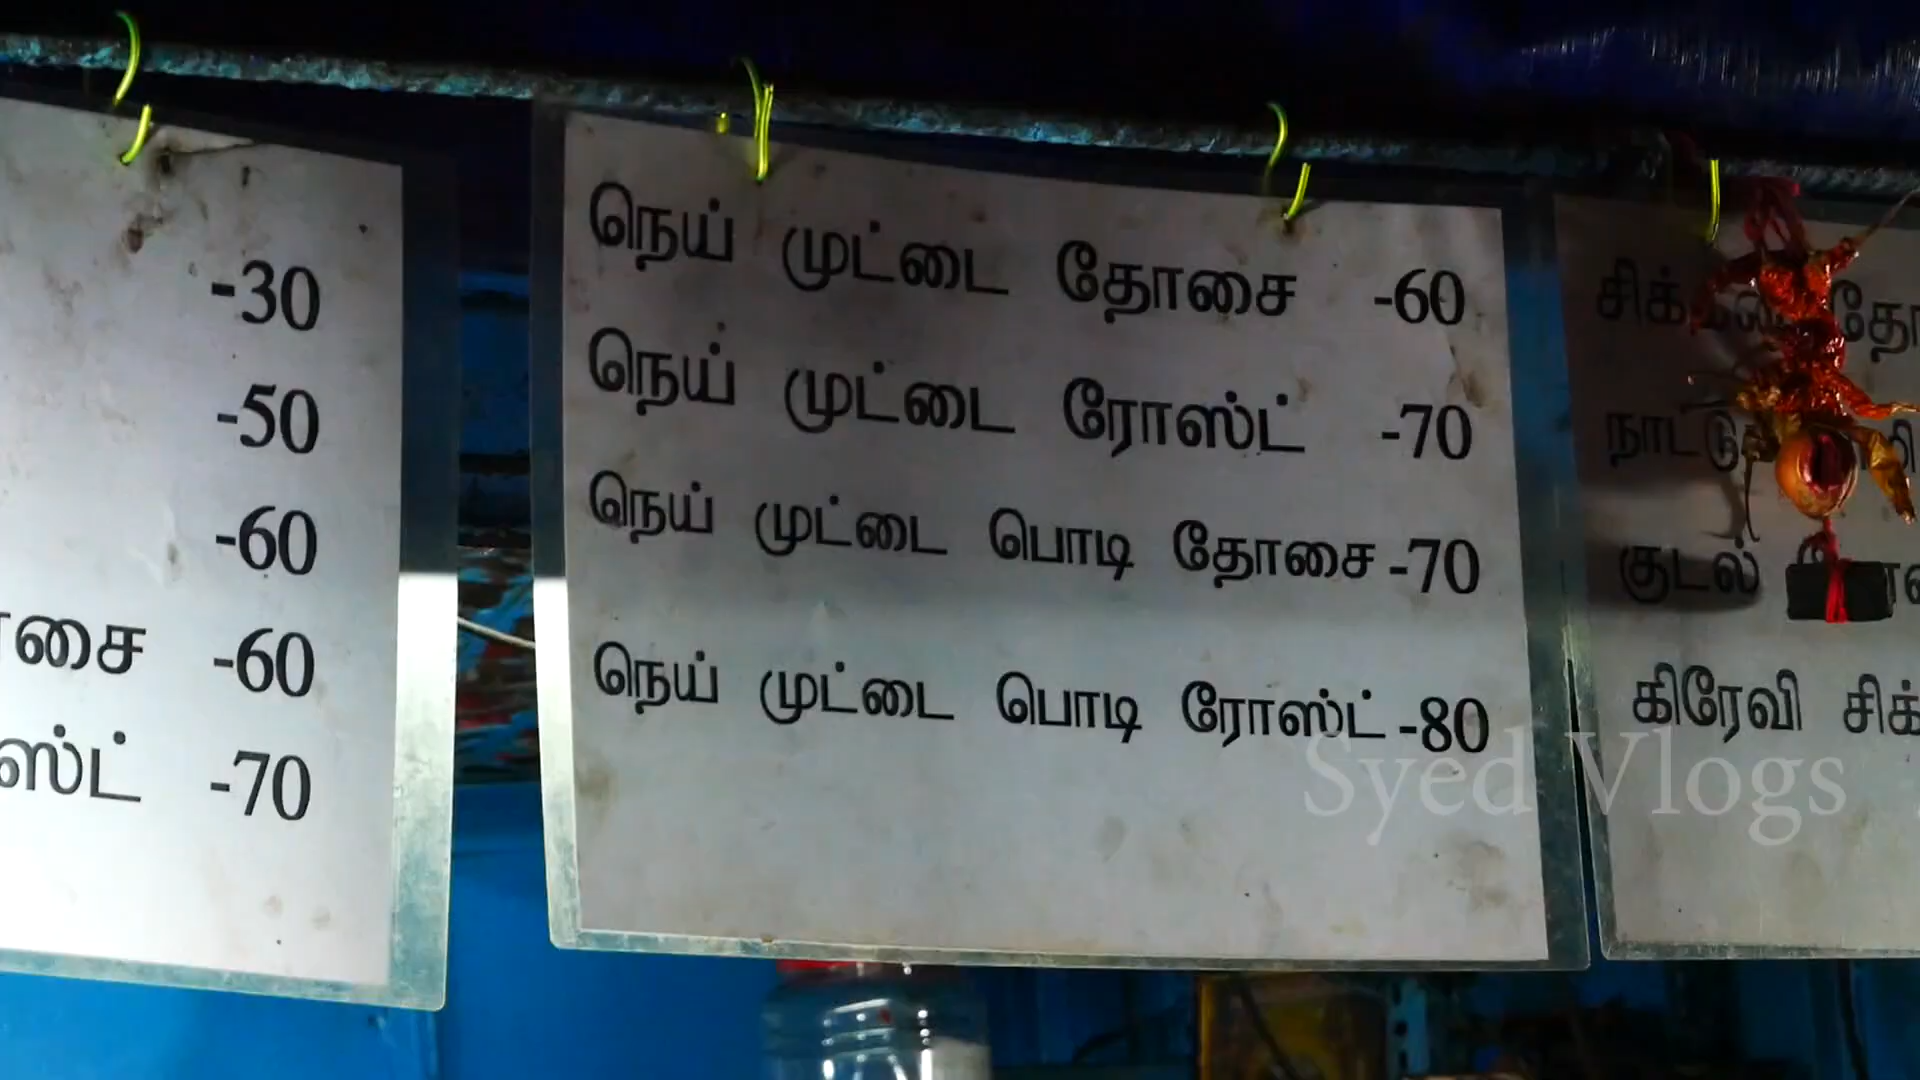 -30
-50
-60
-60
-70
நெய் முட்டை தோசை -60
நெய் முட்டை ரோஸ்ட் -70
நெய் முட்டை பொடி தோசை -70
நெய் முட்டை பொடி ரோஸ்ட் -80
குடல்
கிரேவி
Syed Vlogs